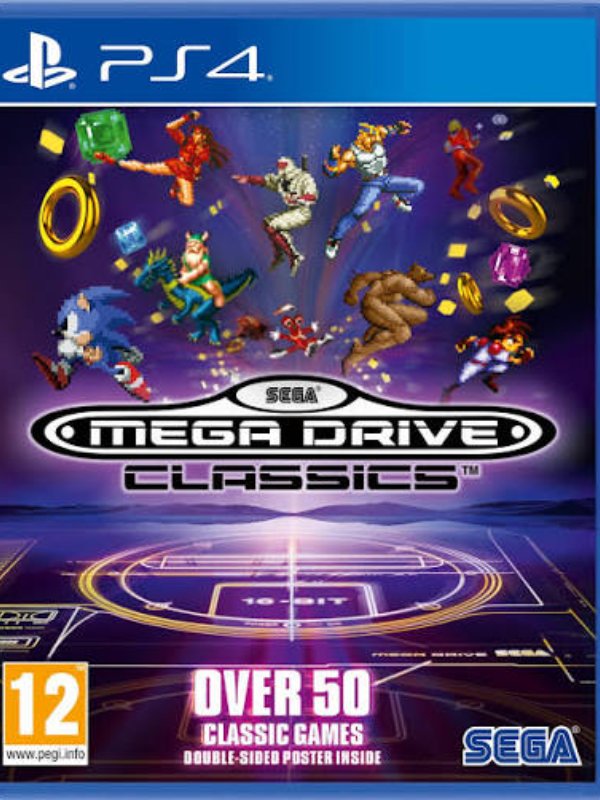 PS4
SEGA®
MEGA DRIVE
CLASSICS™
16-BIT
MEGA DRIVE SEGA
12
www.pegi.info
OVER 50
CLASSIC GAMES
DOUBLE-SIDED POSTER INSIDE
SEGA